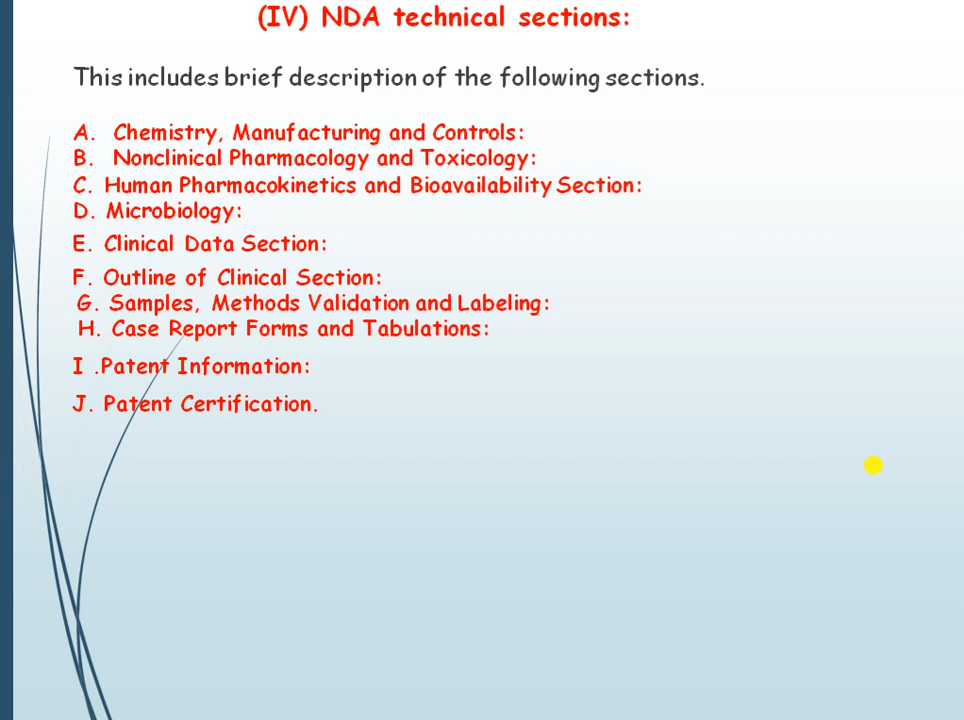 (IV) NDA technical sections:
This includes brief description of the following sections.
A. Chemistry, Manufacturing and Controls:
B. Nonclinical Pharmacology and Toxicology:
C. Human Pharmacokinetics and Bioavailability Section:
D. Microbiology:
E. Clinical Data Section:
F. Outline of Clinical Section:
G. Samples, Methods Validation and Labeling:
H. Case Report Forms and Tabulations:
I .Patent Information:
J. Patent Certification.